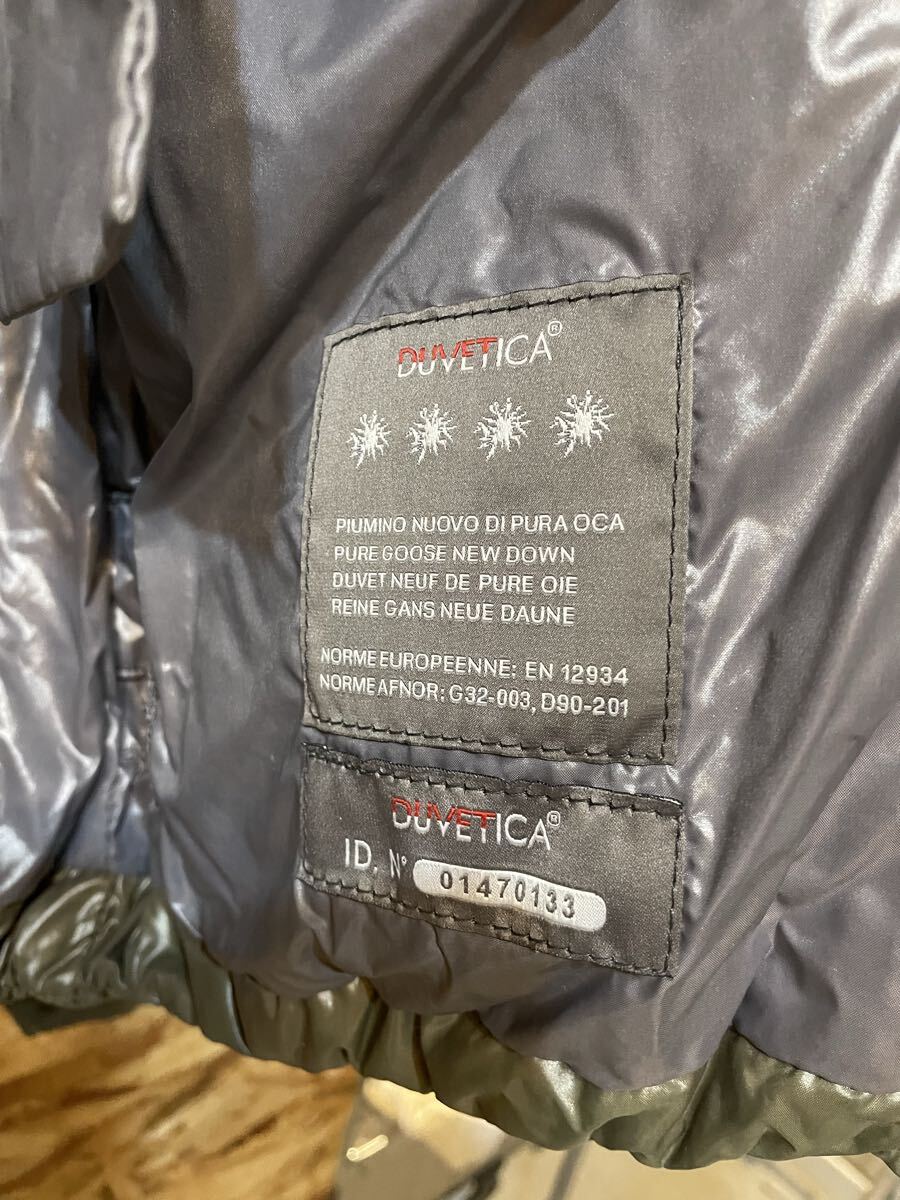 DUVETICA®
PIUMINO NUOVO DI PURA OCA
PURE GOOSE NEW DOWN
DUVET NEUF DE PURE OIE
REINE GANS NEUE DAUNE
NORME EUROPEENNE: EN 12934
NORME AFNOR: G32-003, D90-201
DUVETICA®
ID. N° 01470133